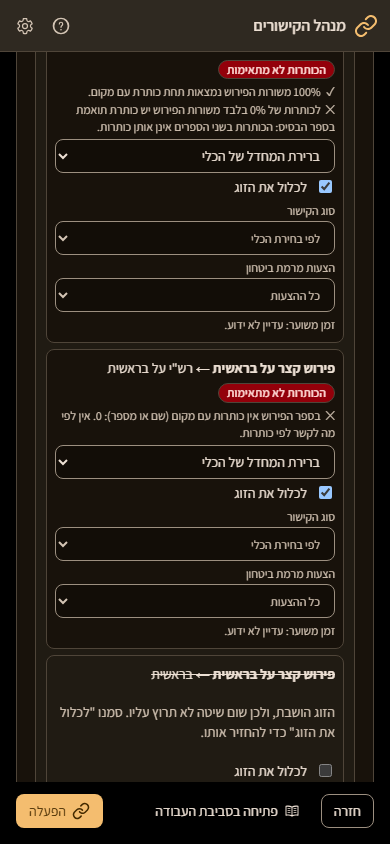 מנהל הקישורים
הכותרות לא מתאימות
✓ 100% משורות הפירוש נמצאות תחת כותרת עם מקום.
✕ לכותרות של 0% בלבד משורות הפירוש יש כותרת תואמת
בספר הבסיס: הכותרות בשני הספרים אינן אותן כותרות.
ברירת המחדל של הכלי
לכלול את הזוג
סוג הקישור
לפי בחירת הכלי
הצעות מרמת ביטחון
כל ההצעות
זמן משוער: עדיין לא ידוע.
פירוש קצר על בראשית ← רש"י על בראשית
הכותרות לא מתאימות
✕ בספר הפירוש אין כותרות עם מקום (שם או מספר): 0. אין לפי
מה לקשר לפי כותרות.
ברירת המחדל של הכלי
לכלול את הזוג
סוג הקישור
לפי בחירת הכלי
הצעות מרמת ביטחון
כל ההצעות
זמן משוער: עדיין לא ידוע.
פירוש קצר על בראשית ← בראשית
הזוג הושבת, ולכן שום שיטה לא תרוץ עליו. סמנו "לכלול
את הזוג" כדי להחזיר אותו.
לכלול את הזוג
חזרה
פתיחה בסביבת העבודה
הפעלה